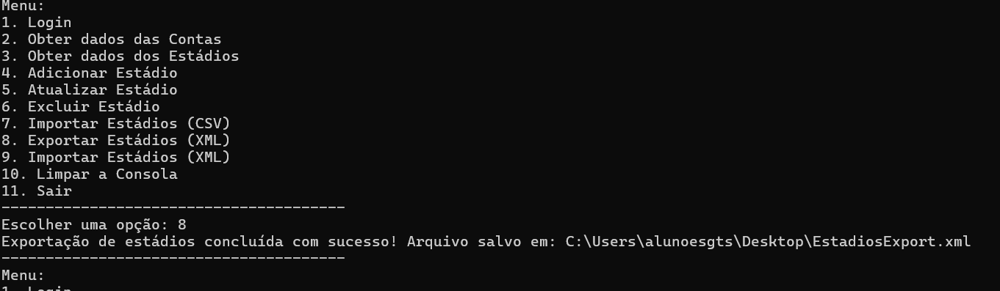 Menu:
1. Login
2. Obter dados das Contas
3. Obter dados dos Estádios
4. Adicionar Estádio
5. Atualizar Estádio
6. Excluir Estádio
7. Importar Estádios (CSV)
8. Exportar Estádios (XML)
9. Importar Estádios (XML)
10. Limpar a Consola
11. Sair
---------------------------------------
Escolher uma opção: 8
Exportação de estádios concluída com sucesso! Arquivo salvo em: C:\Users\alunoesgts\Desktop\EstadiosExport.xml
---------------------------------------
Menu:
1. Login